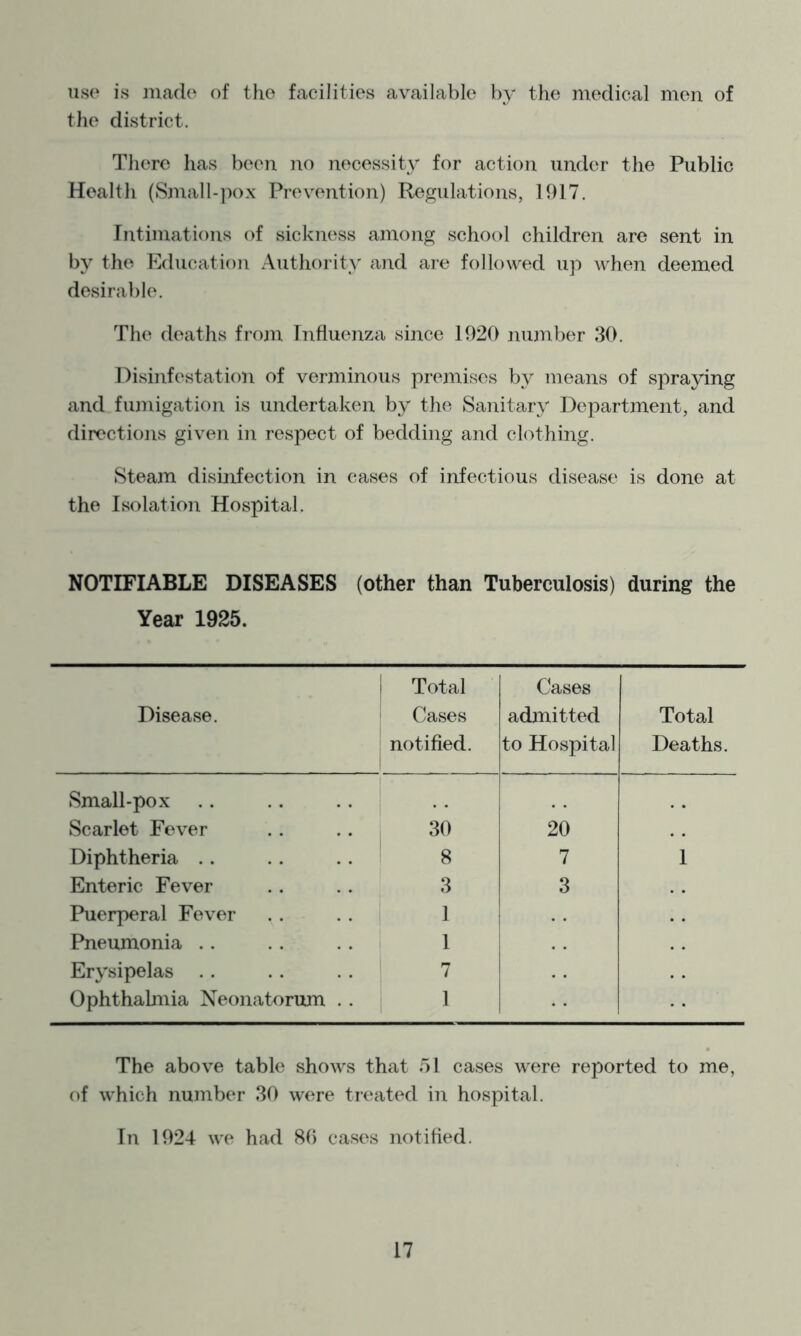 use is made of the facilities available by the medical men of
the district.
There has been no necessity for action under the Public
Health (Small-pox Prevention) Regulations, 1917.
Intimations of sickness among school children are sent in
by the Education Authority and are followed up when deemed
desirable.
The deaths from Influenza since 1920 number 30.
Disinfestation of verminous premises by means of spraying
and fumigation is undertaken by the Sanitary Department, and
directions given in respect of bedding and clothing.
Steam disinfection in cases of infectious disease is done at
the Isolation Hospital.
NOTIFIABLE DISEASES (other than Tuberculosis) during the
Year 1925.
Disease. Total Cases notified. Cases admitted to Hospital Total Deaths.
Small-pox .. .. .. .. .. ..
Scarlet Fever .. .. 30 20 ..
Diphtheria .. .. .. 8 7 1
Enteric Fever .. .. 3 3 ..
Puerperal Fever .. .. 1 .. ..
Pneumonia .. .. .. 1 .. ..
Erysipelas .. .. .. 7 .. ..
Ophthalmia Neonatorum .. 1 .. ..
The above table shows that 51 cases were reported to me,
of which number 30 were treated in hospital.
In 1924 we had 86 cases notified.
17